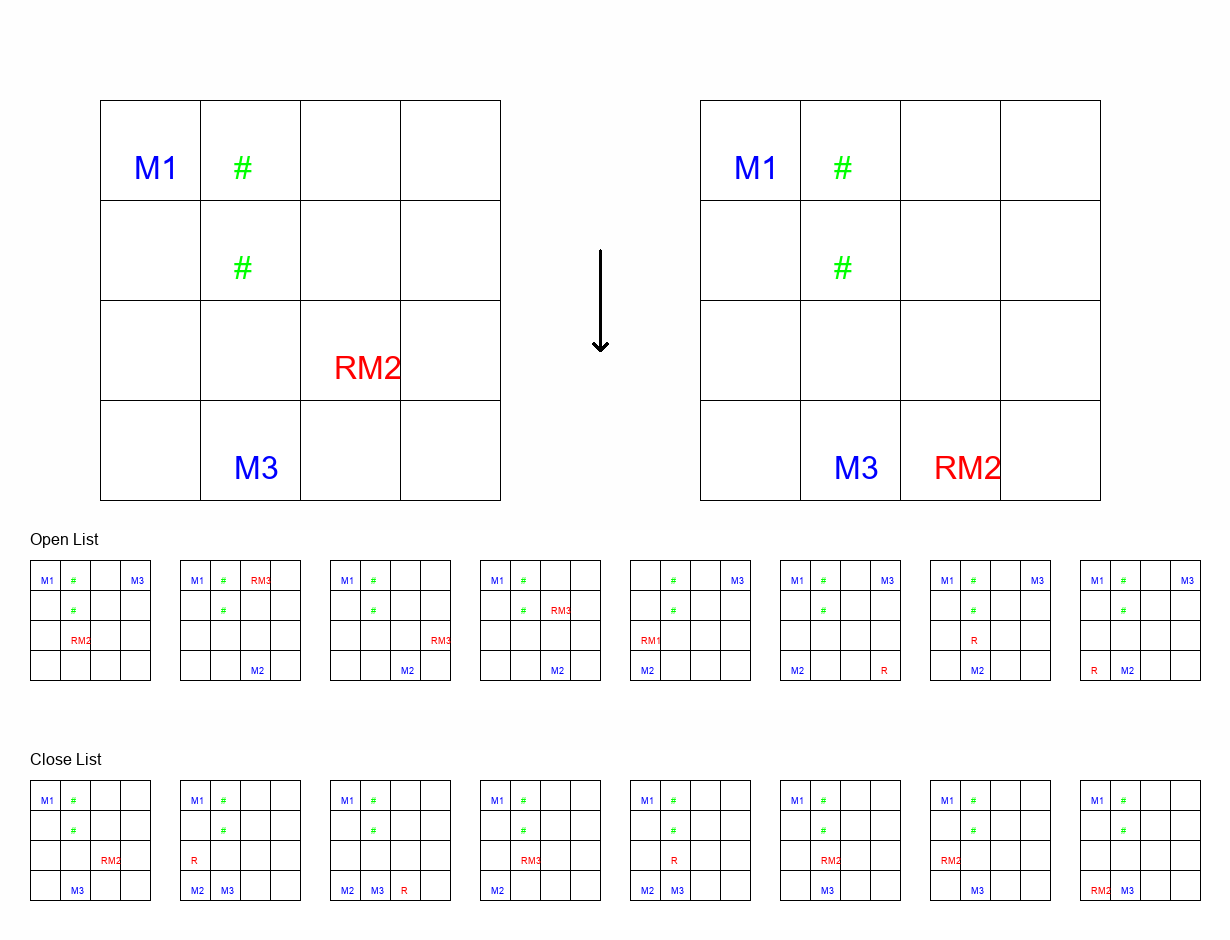 M1 # M1 #
# #
RM2
M3 M3 RM2
Open List
M1 # M3 M1 # RM3 M1 # M1 # # M3 M1 # M3 M1 # M3 M1 # M3
# # # # RM3 # # # #
RM2 RM3 RM1 R
M2 M2 M2 M2 M2 R M2 R M2
Close List
M1 # M1 # M1 # M1 # M1 # M1 # M1 # M1 #
# # # # # # # #
RM2 R RM3 R RM2 RM2
M3 M2 M3 M2 M3 R M2 M2 M3 M3 M3 RM2 M3